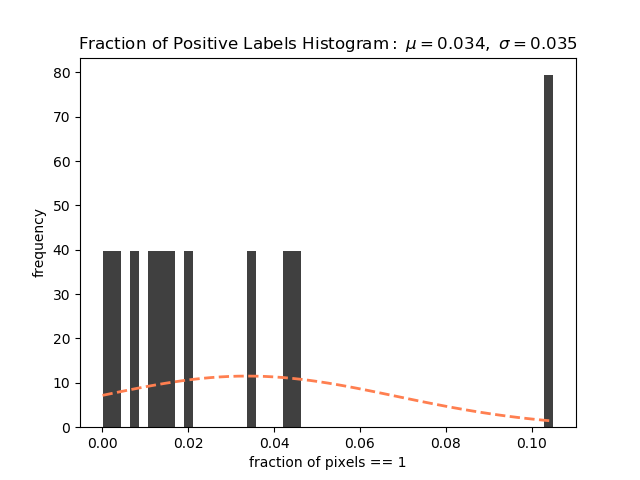 Fraction of Positive Labels Histogram: μ = 0.034, σ = 0.035
80
70
60
50
40
30
20
10
0
frequency
0.00 0.02 0.04 0.06 0.08 0.10
fraction of pixels == 1